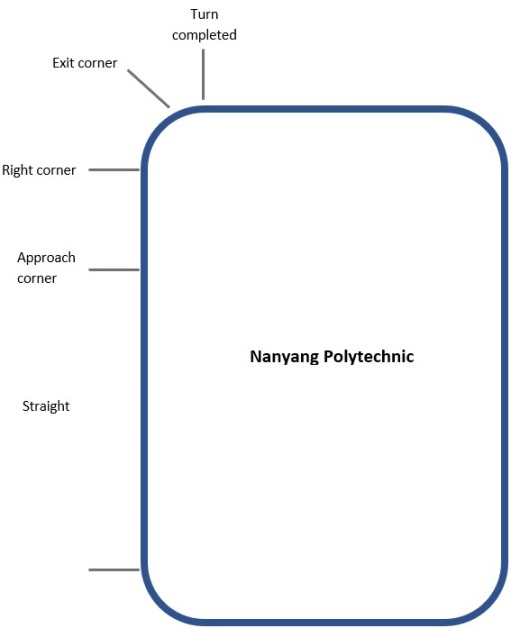 Turn
completed
Exit corner
Right corner
Approach
corner
Nanyang Polytechnic
Straight